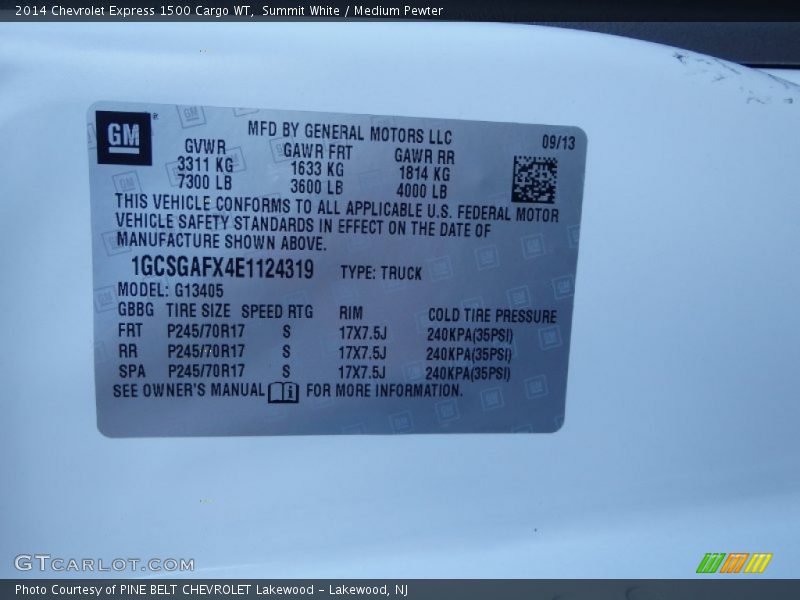 2014 Chevrolet Express 1500 Cargo WT, Summit White / Medium Pewter
GM ®
MFD BY GENERAL MOTORS LLC 09/13
GVWR GAWR FRT GAWR RR
3311 KG 1633 KG 1814 KG
7300 LB 3600 LB 4000 LB
THIS VEHICLE CONFORMS TO ALL APPLICABLE U.S. FEDERAL MOTOR
VEHICLE SAFETY STANDARDS IN EFFECT ON THE DATE OF
MANUFACTURE SHOWN ABOVE.
1GCSGAFX4E1124319 TYPE: TRUCK
MODEL: G13405
GBBG TIRE SIZE SPEED RTG RIM COLD TIRE PRESSURE
FRT P245/70R17 S 17X7.5J 240KPA(35PSI)
RR P245/70R17 S 17X7.5J 240KPA(35PSI)
SPA P245/70R17 S 17X7.5J 240KPA(35PSI)
SEE OWNER'S MANUAL FOR MORE INFORMATION.
GTCARLOT.COM
Photo Courtesy of PINE BELT CHEVROLET Lakewood - Lakewood, NJ